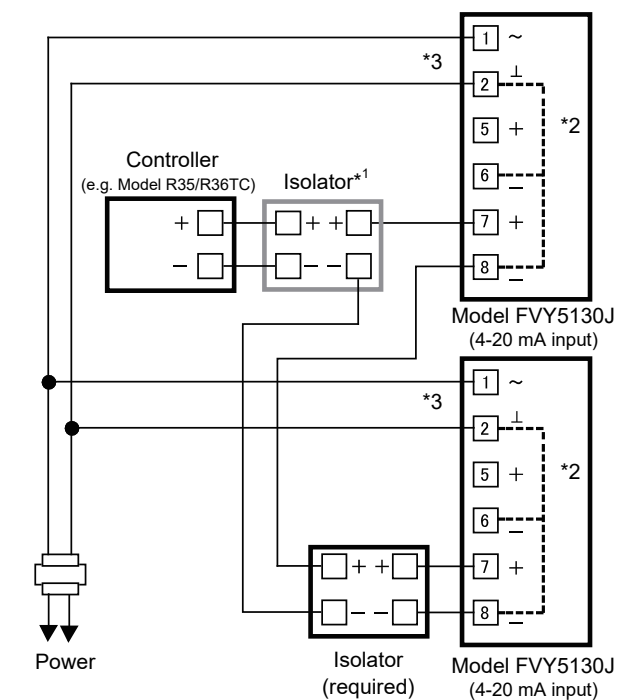 1 ~
*3
2 ⊥
5 +
*2
6 −
Controller
(e.g. Model R35/R36TC)
Isolator*1
+ + + 7 +
− − − 8 −
Model FVY5130J
(4-20 mA input)
1 ~
*3
2 ⊥
5 +
*2
6 −
+ + 7 +
− − 8 −
Power
Isolator
(required)
Model FVY5130J
(4-20 mA input)